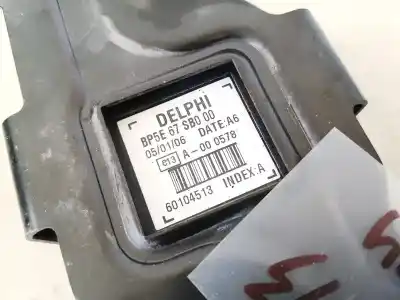 DELPHI
BP5E 67 SB0 00
05/01/06 DATE:A6
e13 A-00 0578
60104513 INDEX:A